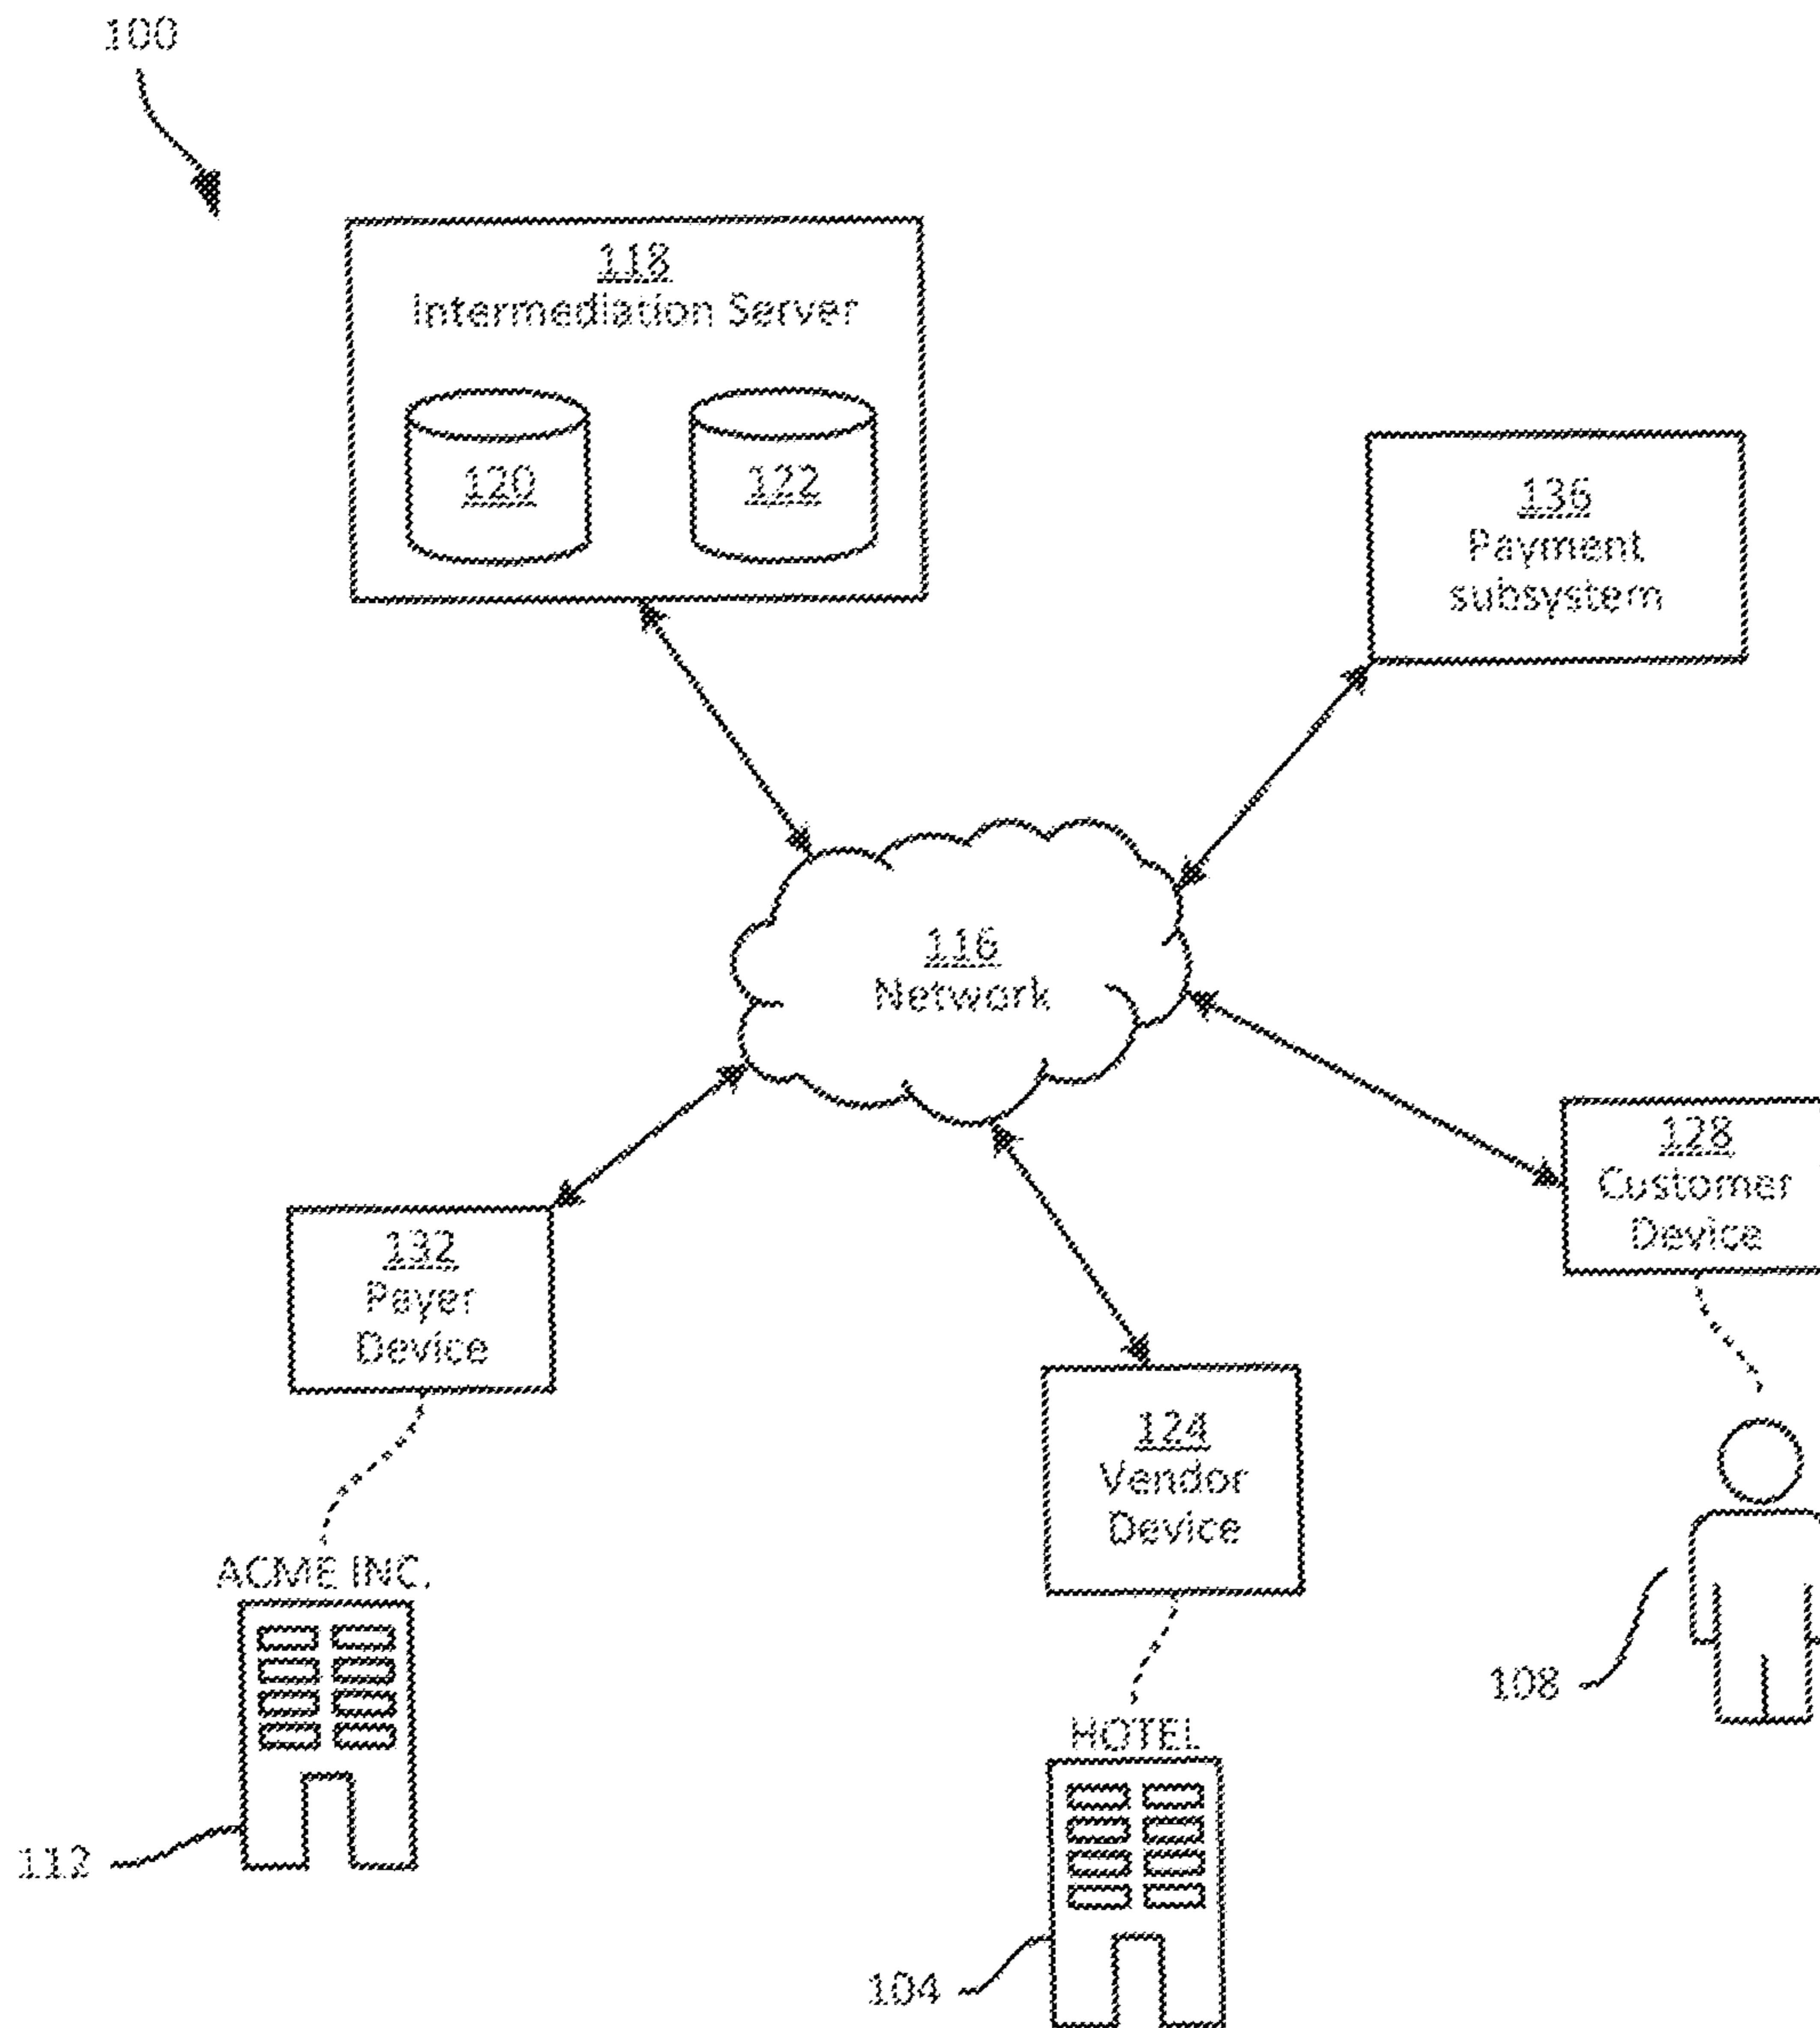 100
118
Intermediation Server
120
122
136
Payment
subsystem
116
Network
128
Customer
Device
132
Payer
Device
124
Vendor
Device
ACME INC.
HOTEL
108
112
104